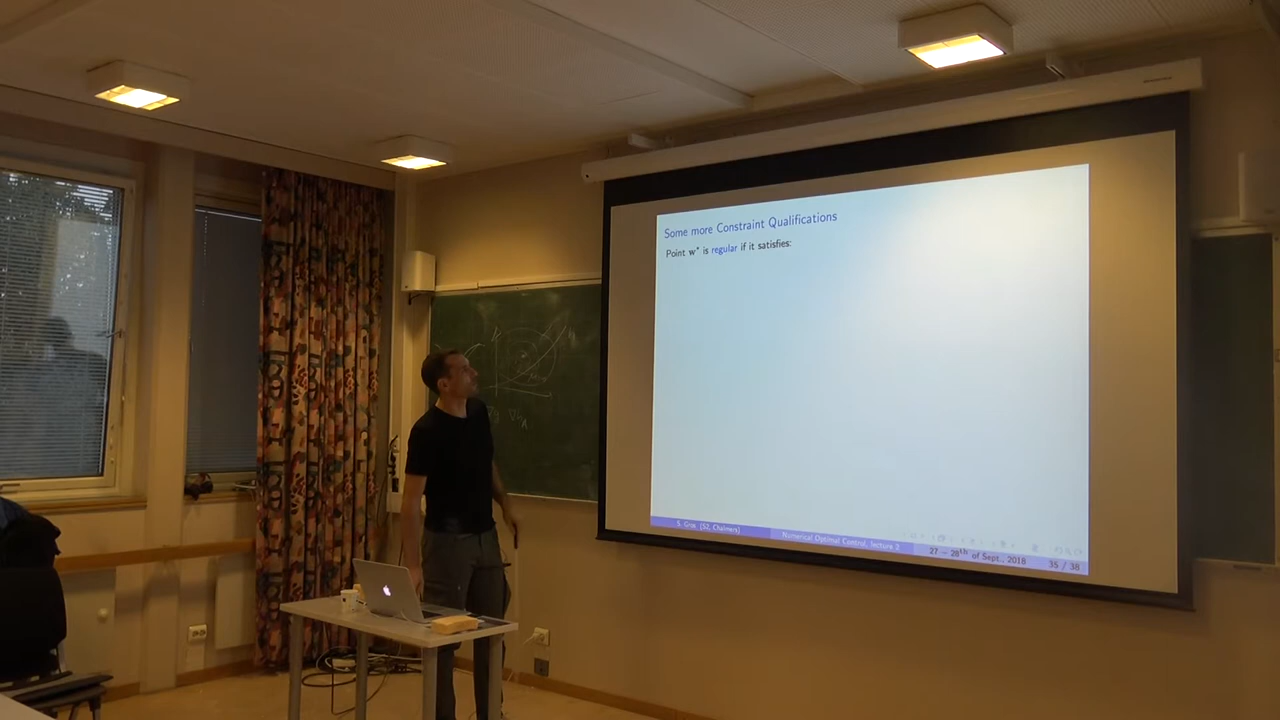 Some more Constraint Qualifications
Point w* is regular if it satisfies:
S. Gros (S2, Chalmers)
Numerical Optimal Control, lecture 2
27 – 28th of Sept., 2018
35 / 38